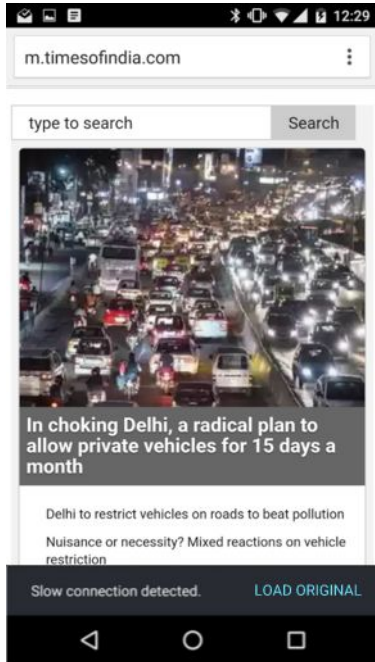 12:29
m.timesofindia.com
type to search
Search
In choking Delhi, a radical plan to
allow private vehicles for 15 days a
month
Delhi to restrict vehicles on roads to beat pollution
Nuisance or necessity? Mixed reactions on vehicle
restriction
Slow connection detected.
LOAD ORIGINAL